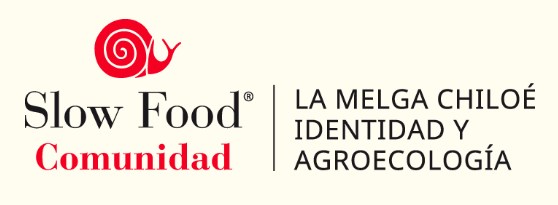 Slow Food®
Comunidad
LA MELGA CHILOÉ
IDENTIDAD Y
AGROECOLOGÍA